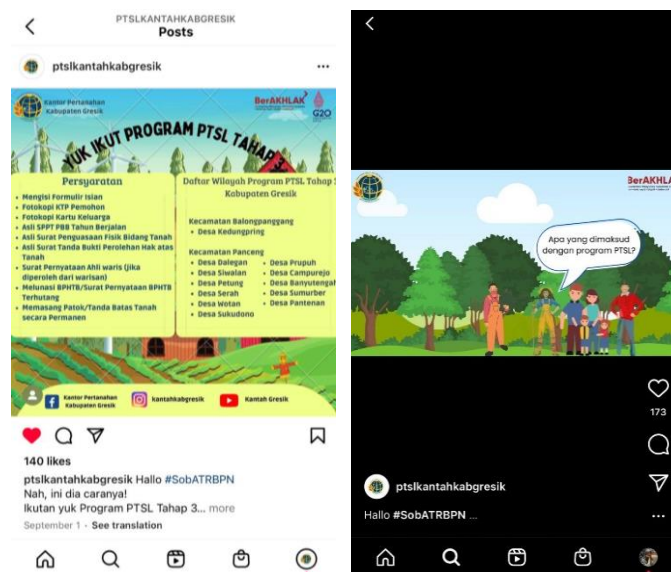 PTSLKANTAHKABGRESIK
Posts
ptslkantahkabgresik
Kantor Pertanahan
Kabupaten Gresik
BerAKHLAK
G20
YUK IKUT PROGRAM PTSL TAHAP 3
Persyaratan
• Mengisi Formulir Islan
• Fotokopi KTP Pemohon
• Fotokopi Kartu Keluarga
• Asli SPPT PBB Tahun Berjalan
• Asli Surat Penguasaan Fisik Bidang Tanah
• Asli Surat Tanda Bukti Perolehan Hak atas
Tanah
• Surat Pernyataan Ahli waris (Jika
diperoleh dari warisan)
• Melunasi BPHTB/Surat Pernyataan BPHTB
Terhutang
• Memasang Patok/Tanda Batas Tanah
secara Permanen
Daftar Wilayah Program PTSL Tahap 3
Kabupaten Gresik
Kecamatan Balongpanggang
• Desa Kedungpring
Kecamatan Panceng
• Desa Dalegan
• Desa Siwalan
• Desa Petung
• Desa Serah
• Desa Wotan
• Desa Sukudono
• Desa Prupuh
• Desa Campurejo
• Desa Banyutengah
• Desa Sumurber
• Desa Pantenan
Kantor Pertanahan
Kabupaten Gresik
kantahkabgresik
Kantah Gresik
140 likes
ptslkantahkabgresik Hallo #SobATRBPN
Nah, ini dia caranya!
Ikutan yuk Program PTSL Tahap 3... more
September 1 · See translation
BerAKHLA
Apa yang dimaksud
dengan program PTSL?
173
ptslkantahkabgresik
Hallo #SobATRBPN ...